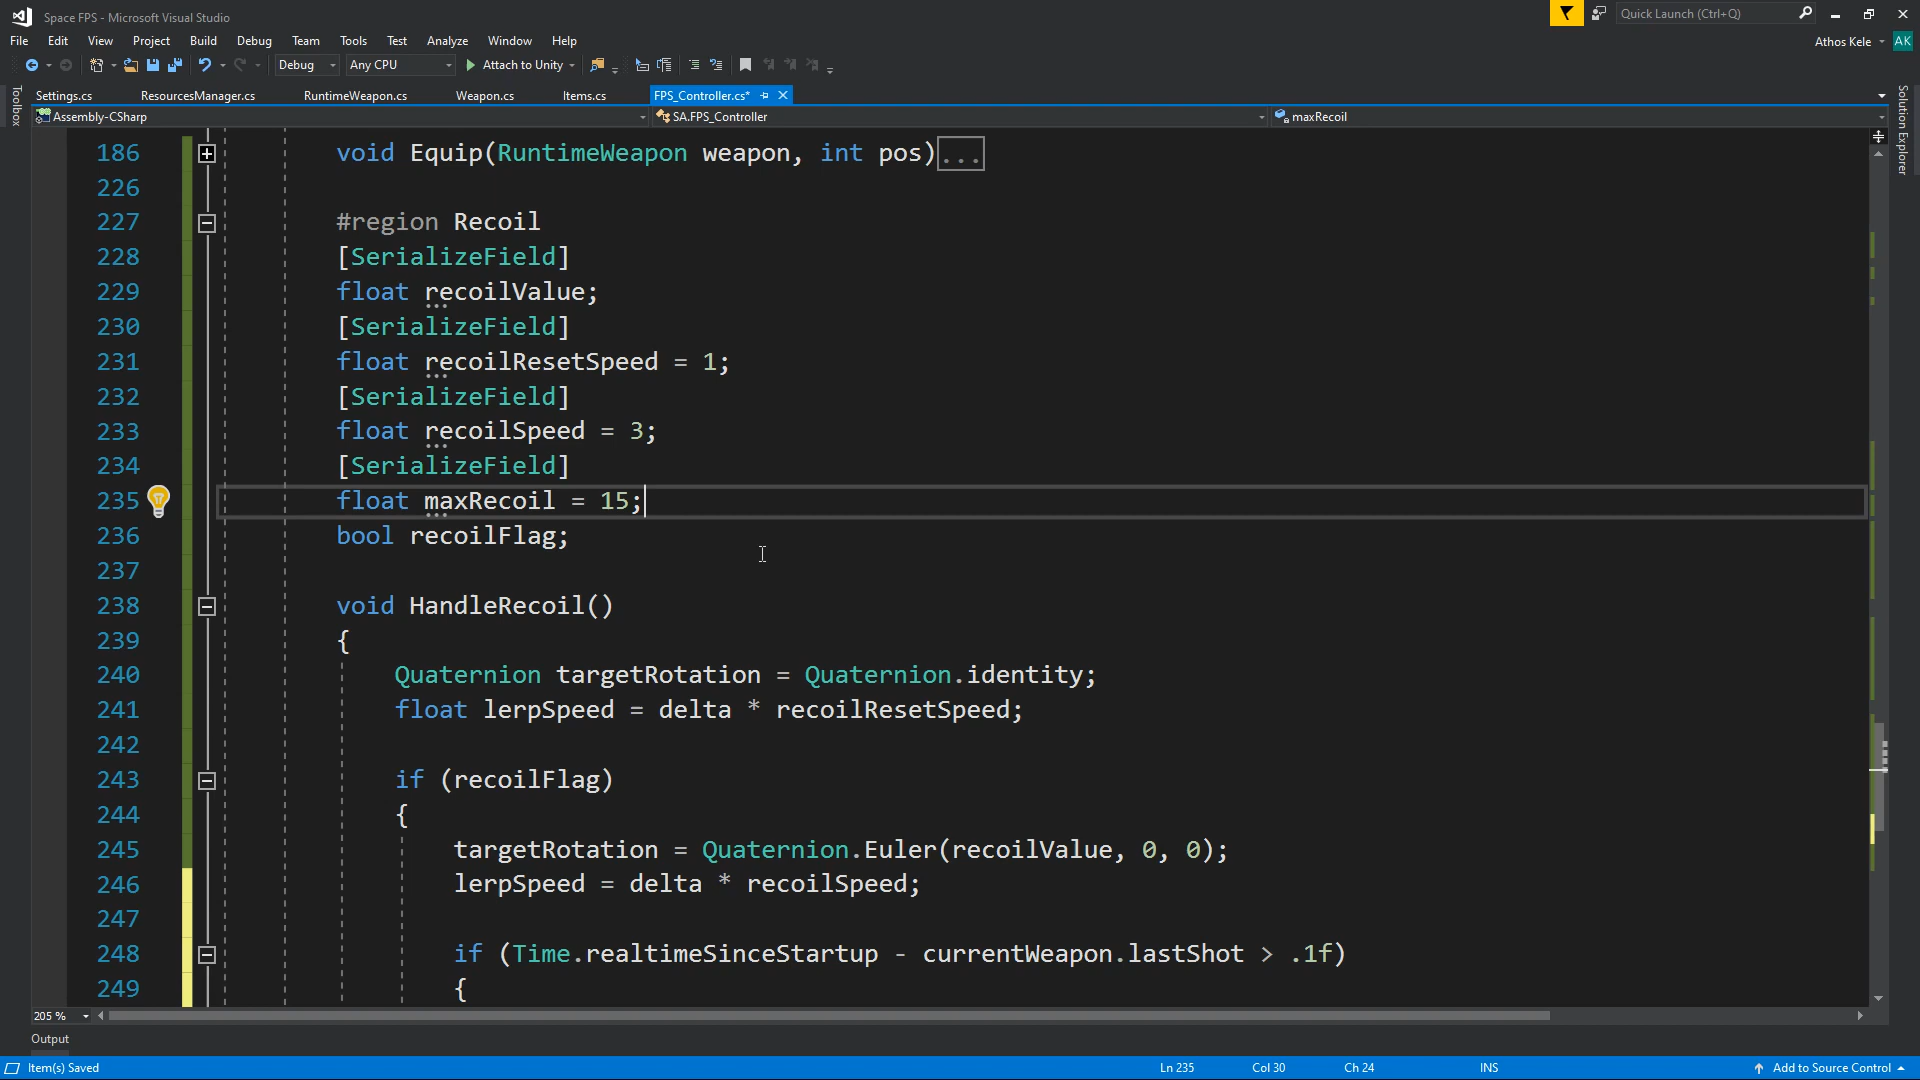 Space FPS - Microsoft Visual Studio
Quick Launch (Ctrl+Q)
File Edit View Project Build Debug Team Tools Test Analyze Window Help
Athos Kele AK
Debug Any CPU Attach to Unity
Toolbox
Settings.cs ResourcesManager.cs RuntimeWeapon.cs Weapon.cs Items.cs FPS_Controller.cs*
Solution Explorer
Assembly-CSharp SA.FPS_Controller maxRecoil
186 void Equip(RuntimeWeapon weapon, int pos)...
226
227 #region Recoil
228 [SerializeField]
229 float recoilValue;
230 [SerializeField]
231 float recoilResetSpeed = 1;
232 [SerializeField]
233 float recoilSpeed = 3;
234 [SerializeField]
235 float maxRecoil = 15;
236 bool recoilFlag;
237
238 void HandleRecoil()
239 {
240 Quaternion targetRotation = Quaternion.identity;
241 float lerpSpeed = delta * recoilResetSpeed;
242
243 if (recoilFlag)
244 {
245 targetRotation = Quaternion.Euler(recoilValue, 0, 0);
246 lerpSpeed = delta * recoilSpeed;
247
248 if (Time.realtimeSinceStartup - currentWeapon.lastShot > .1f)
249 {
205 %
Output
Item(s) Saved Ln 235 Col 30 Ch 24 INS Add to Source Control